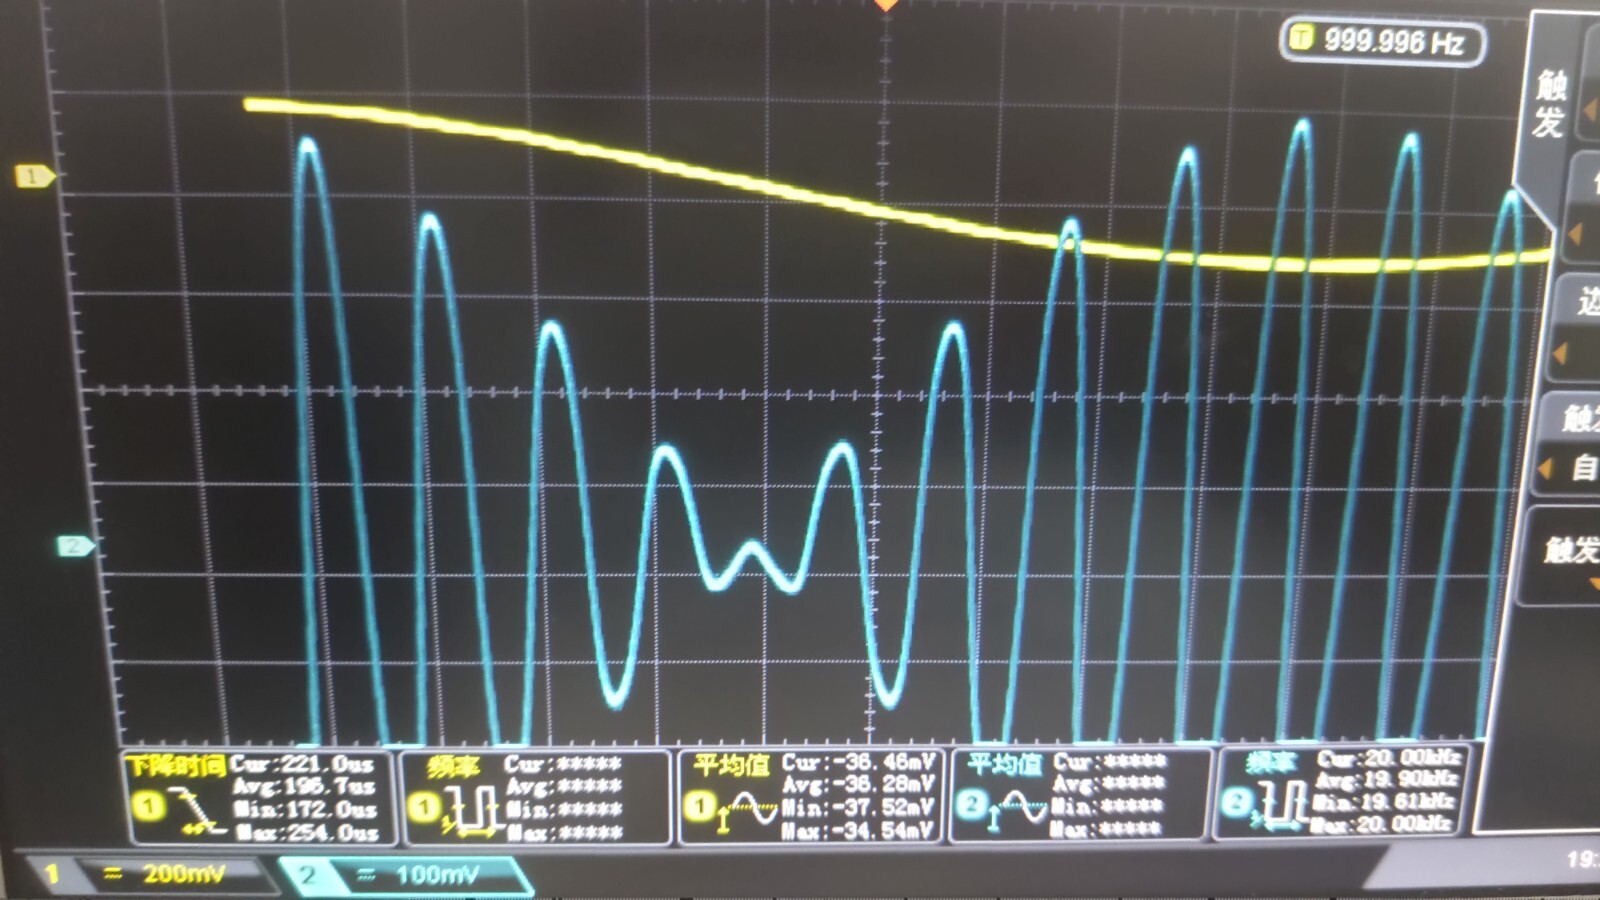 T 999.996 Hz
触发
1
边
触发
自
2
触发
下降时间
1
Cur:221.0us
Avg:196.7us
Min:172.0us
Max:254.0us
频率
1
Cur:*****
Avg:*****
Min:*****
Max:*****
平均值
1
Cur:-36.46mV
Avg:-36.28mV
Min:-37.52mV
Max:-34.54mV
平均值
2
Cur:*****
Avg:*****
Min:*****
Max:*****
频率
2
Cur:20.00kHz
Avg:19.90kHz
Min:19.61kHz
Max:20.00kHz
1 = 200mV
2 = 100mV
19: